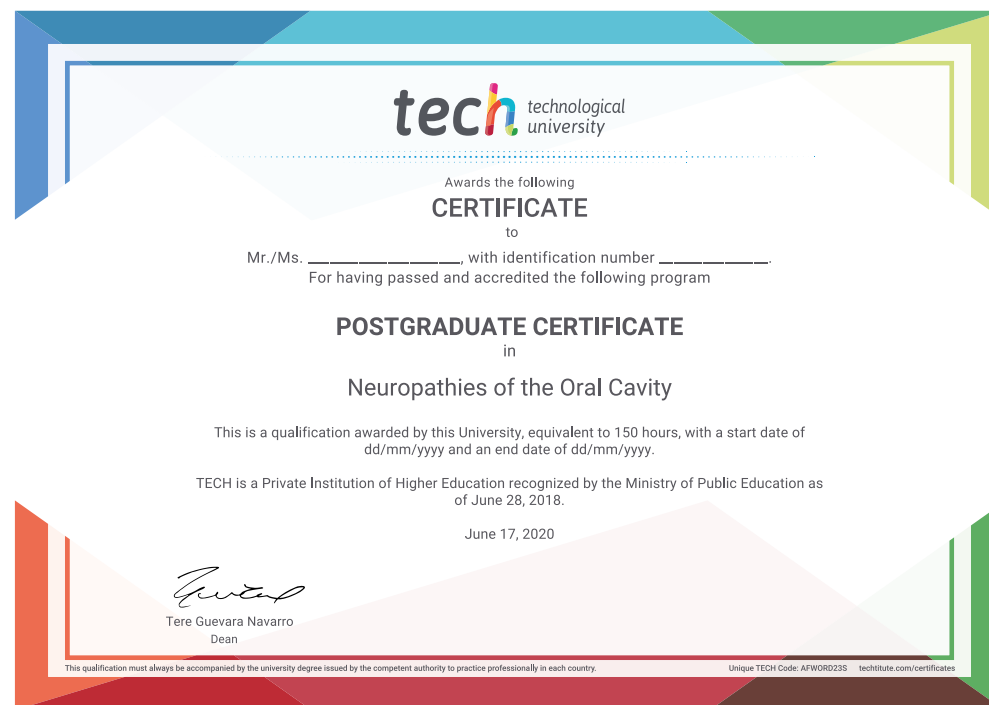 tech technological
university
Awards the following
CERTIFICATE
to
Mr./Ms. ____________________, with identification number ______________.
For having passed and accredited the following program
POSTGRADUATE CERTIFICATE
in
Neuropathies of the Oral Cavity
This is a qualification awarded by this University, equivalent to 150 hours, with a start date of
dd/mm/yyyy and an end date of dd/mm/yyyy.
TECH is a Private Institution of Higher Education recognized by the Ministry of Public Education as
of June 28, 2018.
June 17, 2020
Tere Guevara Navarro
Dean
This qualification must always be accompanied by the university degree issued by the competent authority to practice professionally in each country.
Unique TECH Code: AFWORD23S techtitute.com/certificates